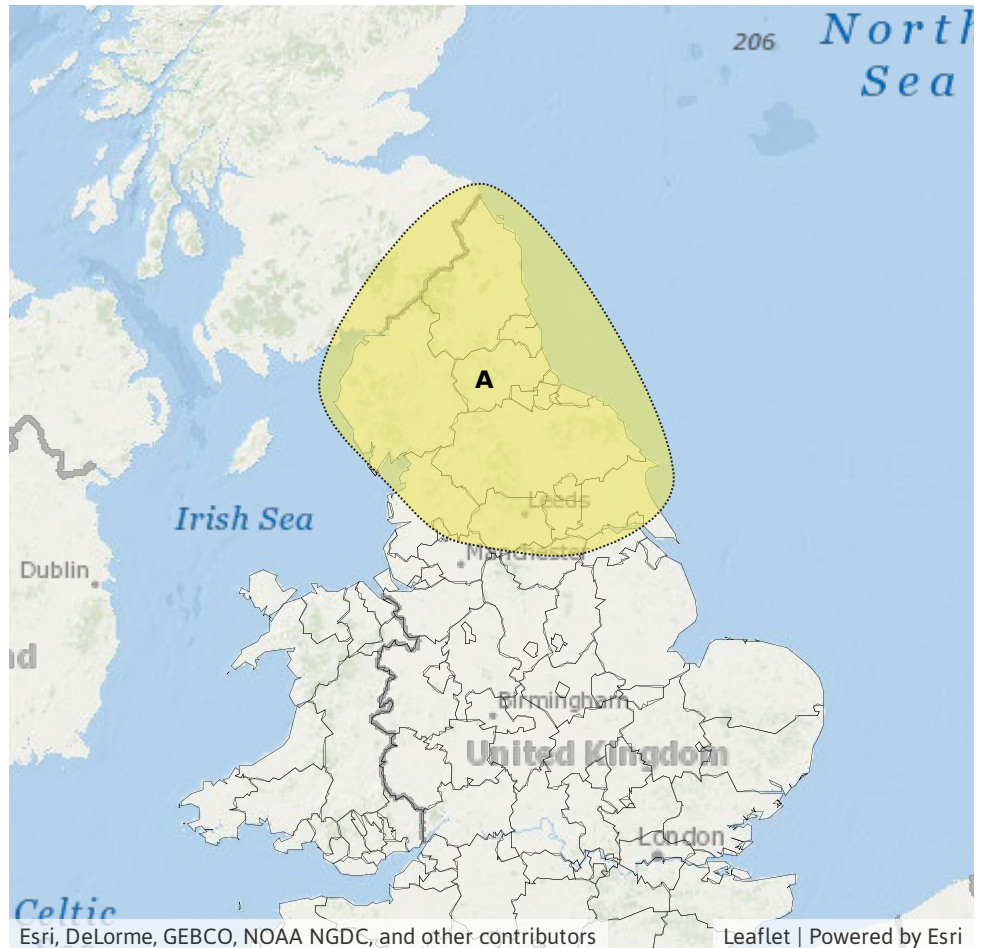 North
Sea
206
A
Leeds
Irish Sea
Manchester
Dublin
nd
Birmingham
United Kingdom
London
Celtic
Esri, DeLorme, GEBCO, NOAA NGDC, and other contributors
Leaflet | Powered by Esri